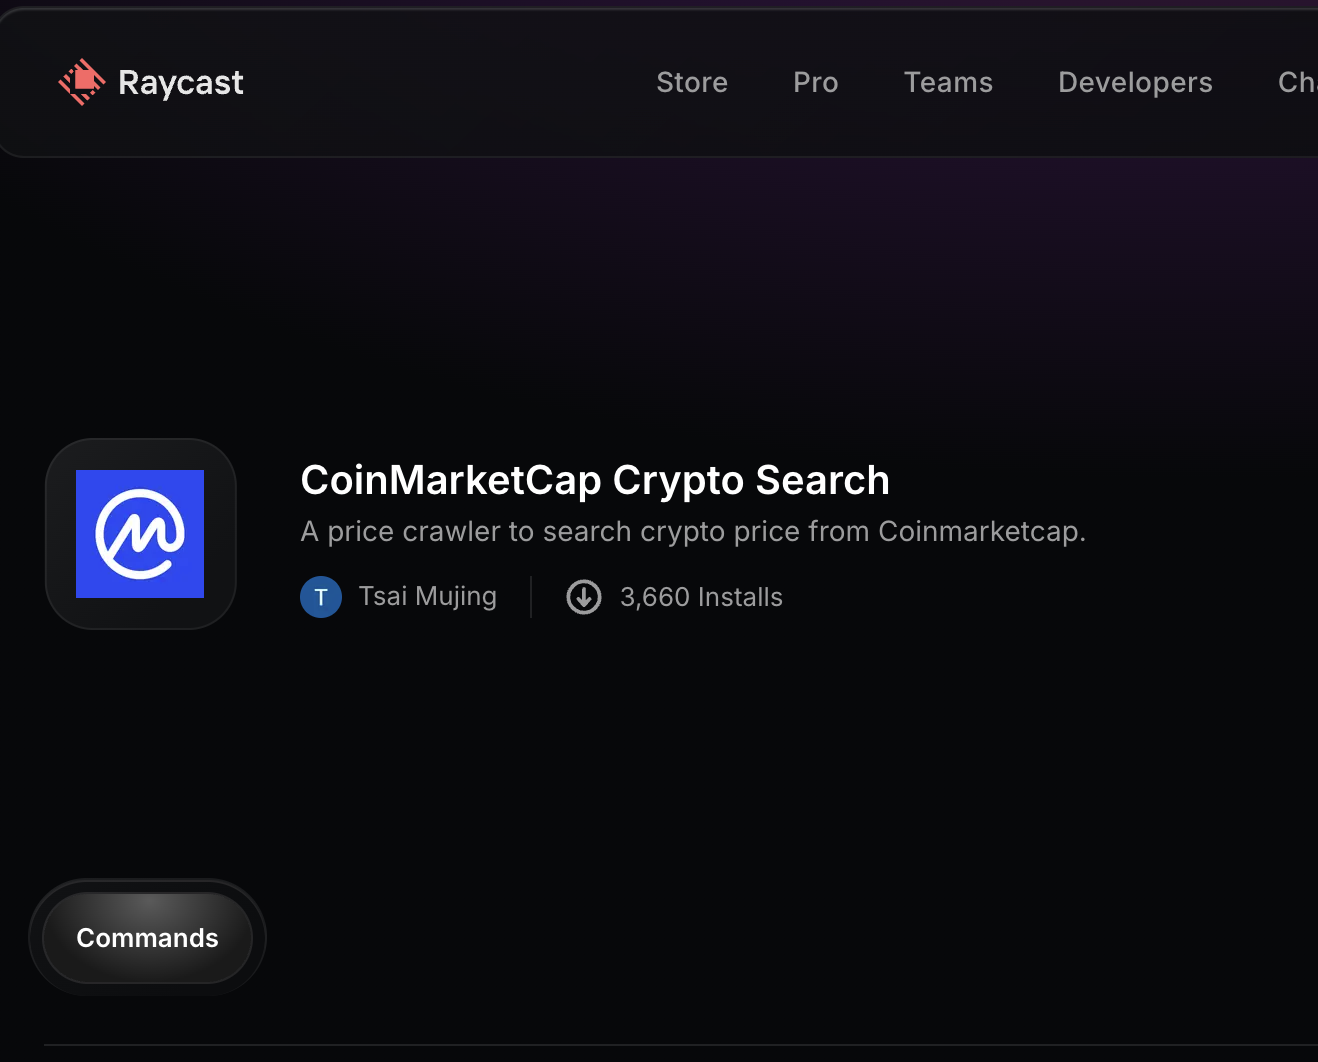 Raycast Store Pro Teams Developers Cha
CoinMarketCap Crypto Search
A price crawler to search crypto price from Coinmarketcap.
T Tsai Mujing 3,660 Installs
Commands